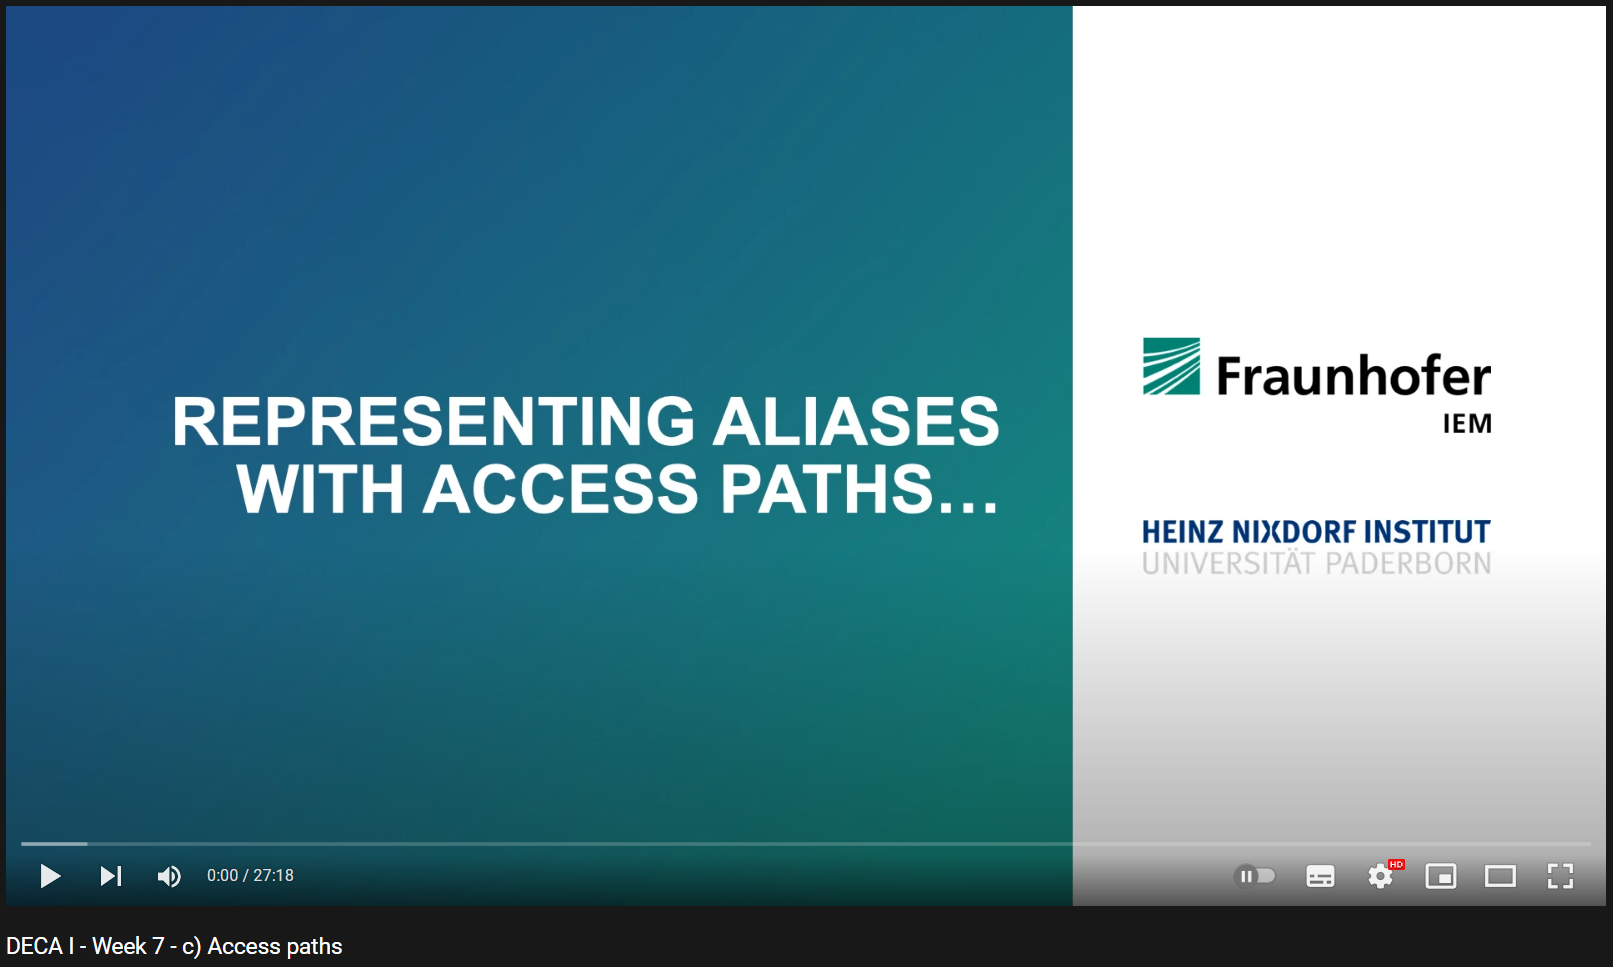 REPRESENTING ALIASES
WITH ACCESS PATHS...
Fraunhofer
IEM
HEINZ NIXDORF INSTITUT
UNIVERSITÄT PADERBORN
0:00 / 27:18
HD
DECA I - Week 7 - c) Access paths